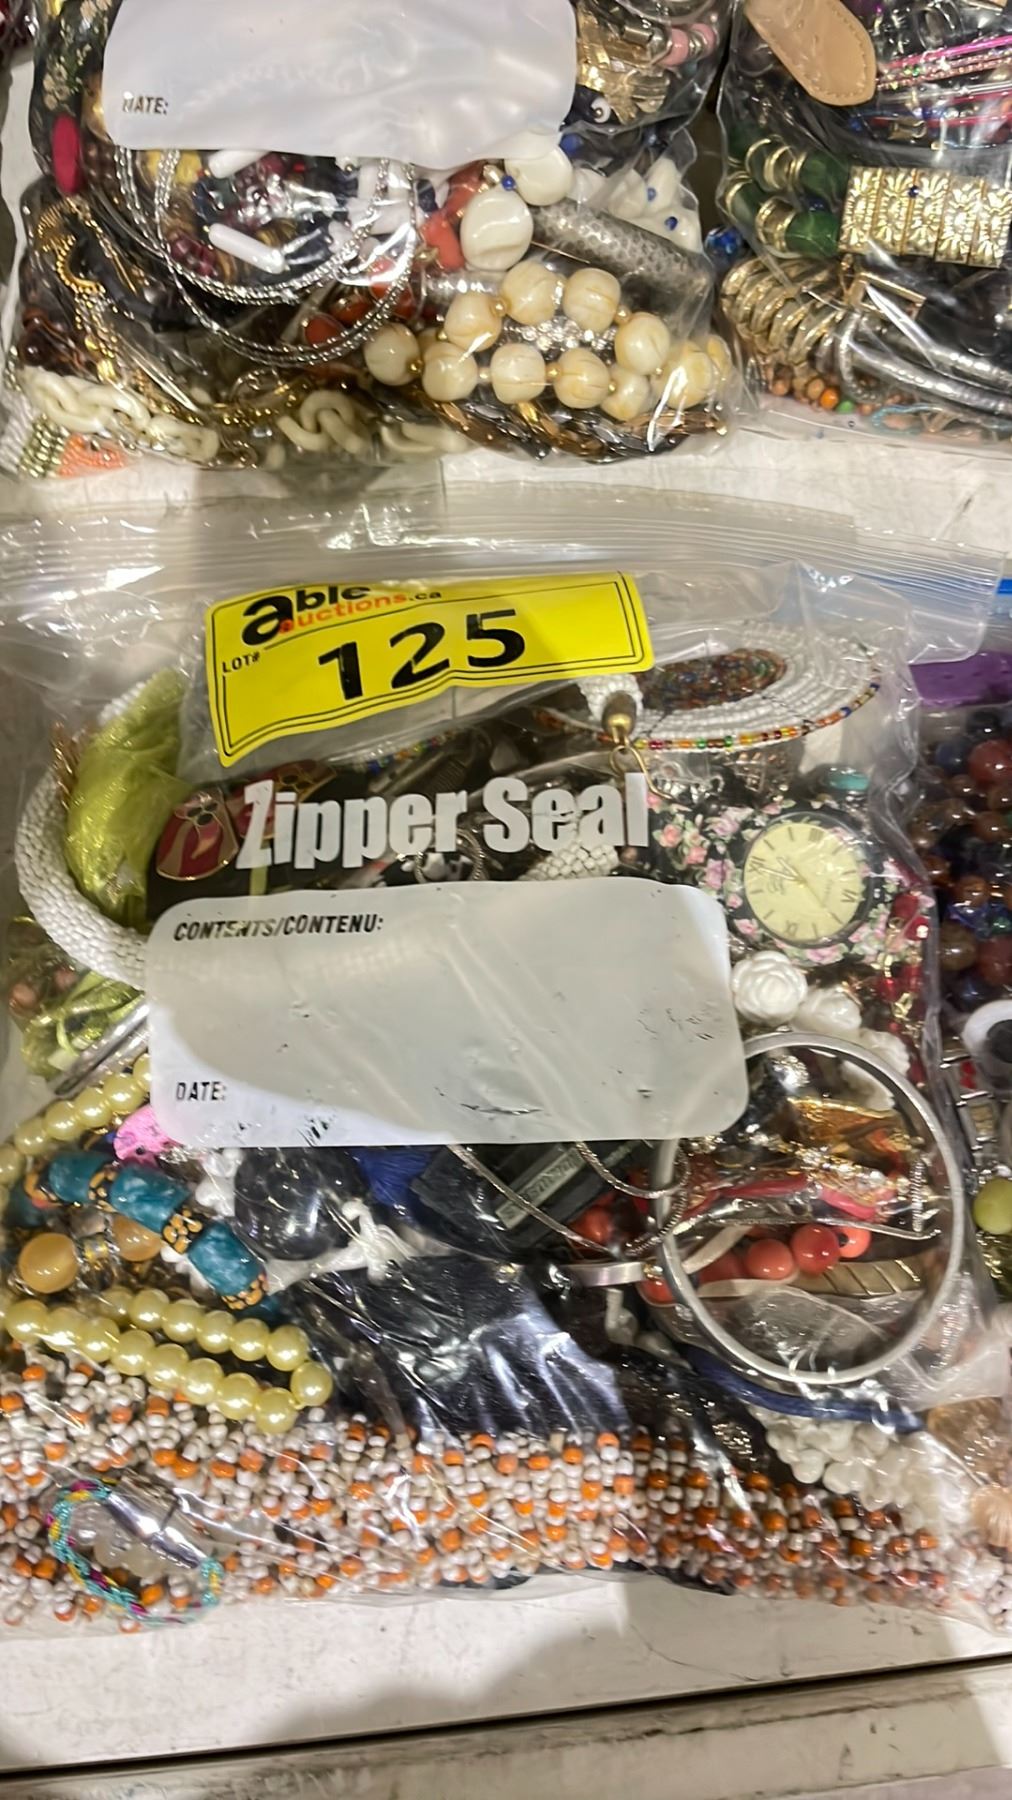 DATE:
able
auctions.ca
LOT# 125
Zipper Seal
CONTENTS/CONTENU:
DATE: